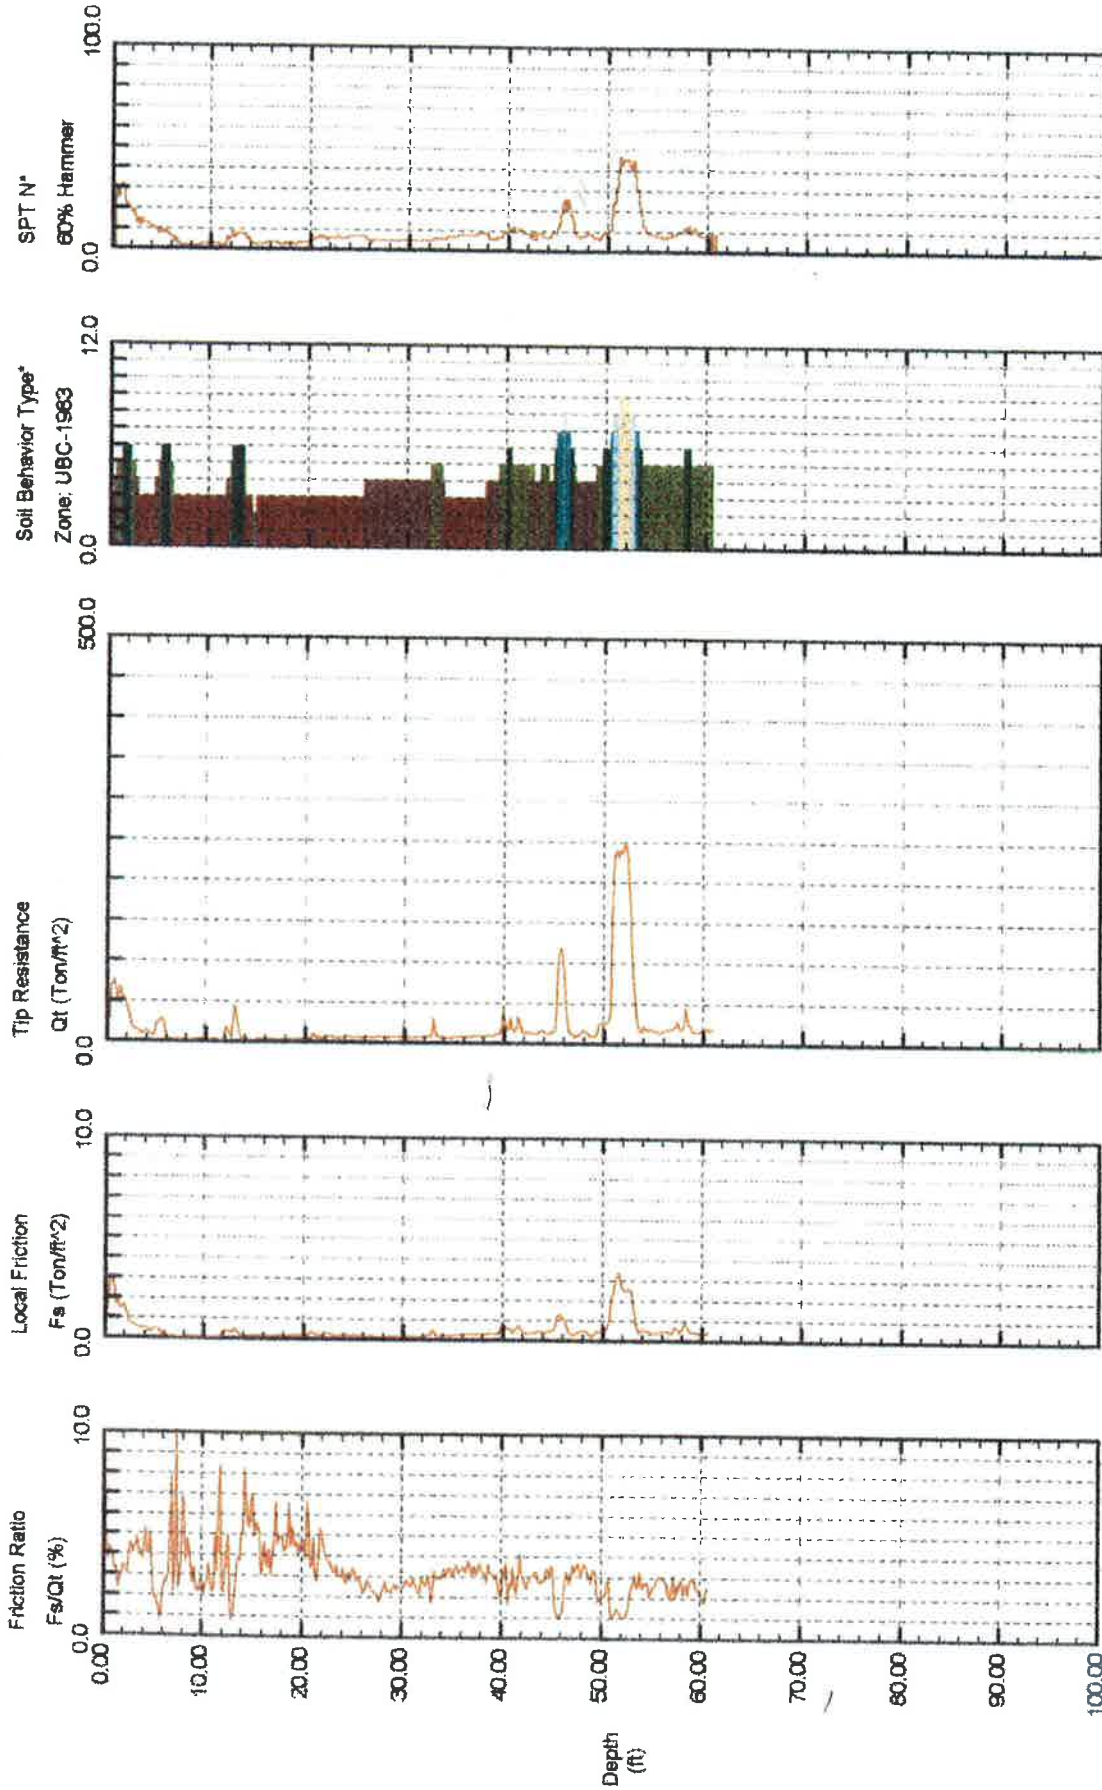 Friction Ratio
Fs/Qt (%)
0.0
10.0
Local Friction
Fs (Ton/ft^2)
0.0
10.0
Tip Resistance
Qt (Ton/ft^2)
0.0
500.0
Soil Behavior Type*
Zone: UBC-1983
0.0
12.0
SPT N*
60% Hammer
0.0
100.0
0.00
10.00
20.00
30.00
40.00
50.00
60.00
70.00
80.00
90.00
100.00
Depth
(ft)